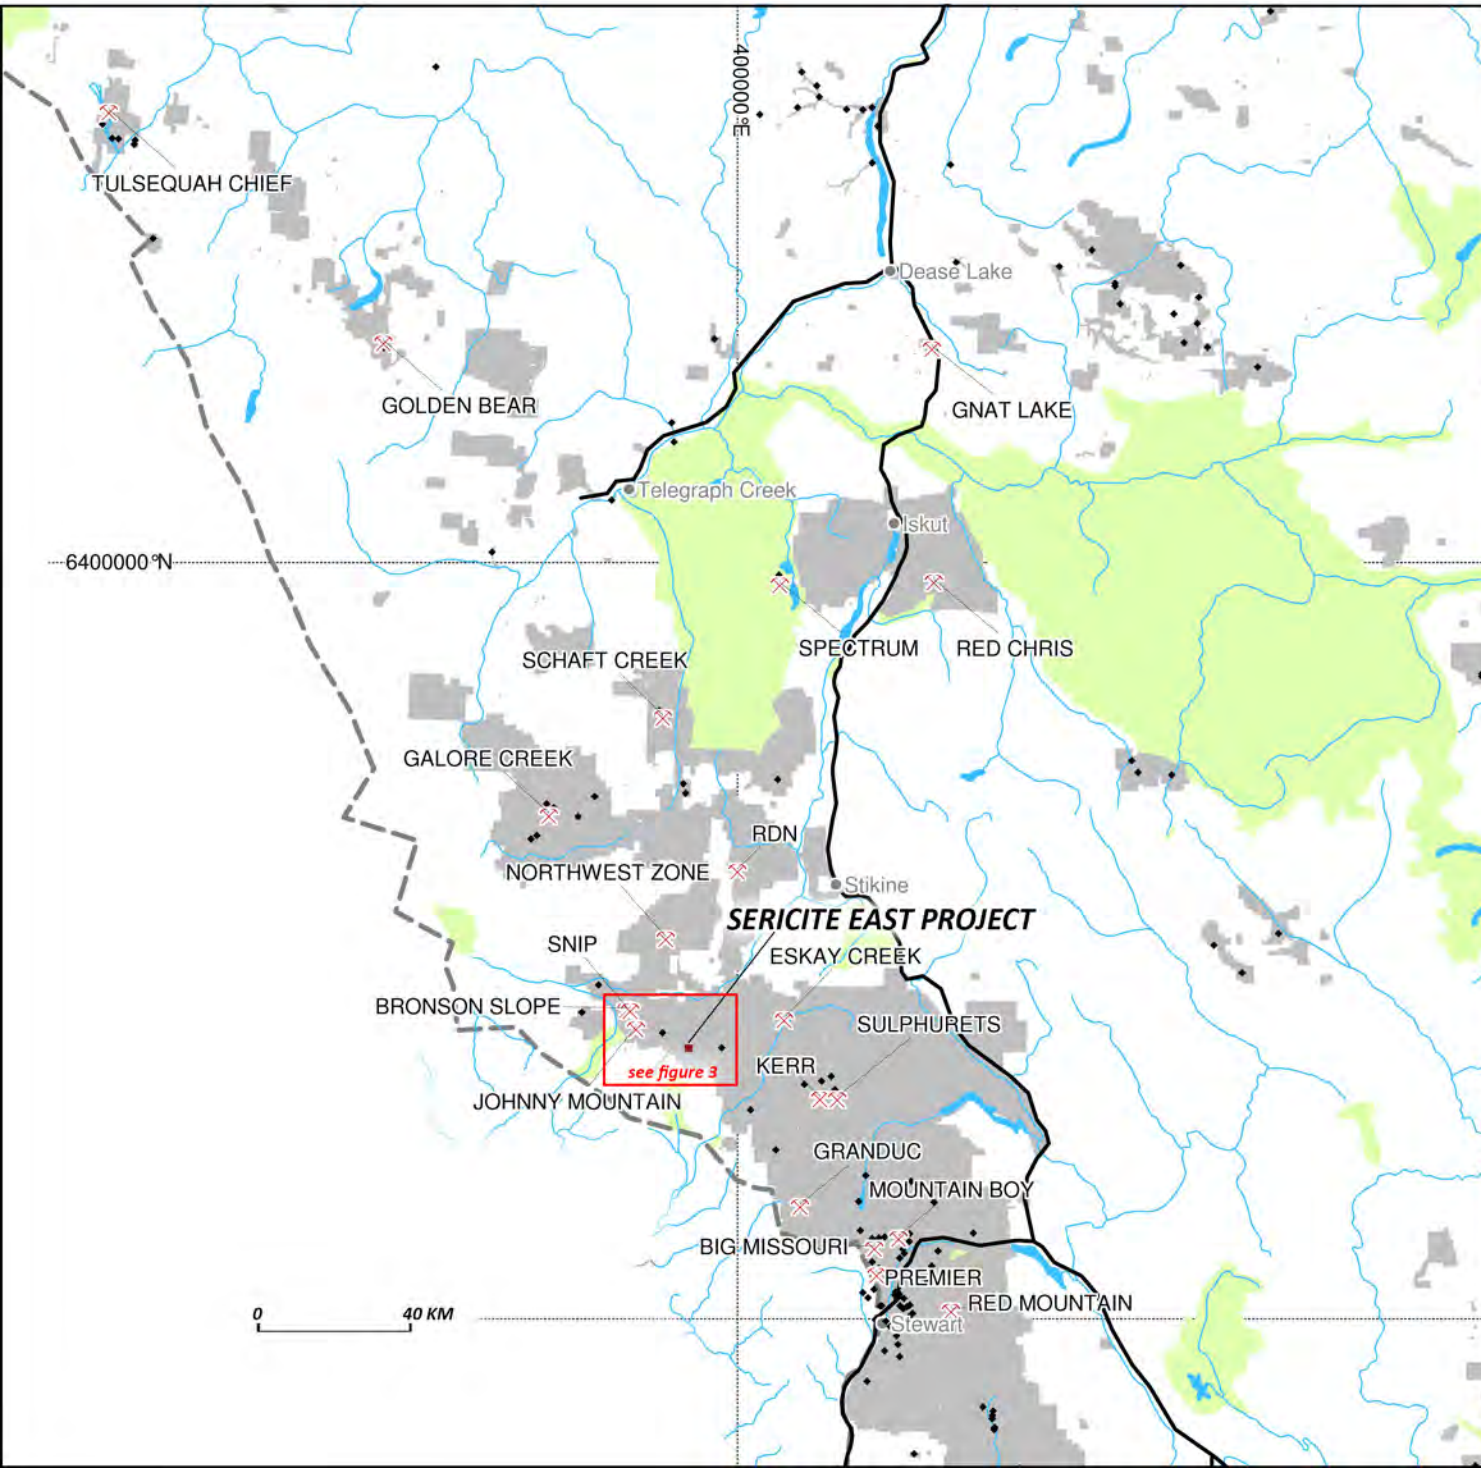 400000°E
TULSEQUAH CHIEF
Dease Lake
GOLDEN BEAR
GNAT LAKE
Telegraph Creek
Iskut
6400000°N
SPECTRUM
RED CHRIS
SCHAFT CREEK
GALORE CREEK
RDN
NORTHWEST ZONE
Stikine
SERICITE EAST PROJECT
SNIP
ESKAY CREEK
BRONSON SLOPE
SULPHURETS
KERR
see figure 3
JOHNNY MOUNTAIN
GRANDUC
MOUNTAIN BOY
BIG MISSOURI
PREMIER
RED MOUNTAIN
0 40 KM
Stewart